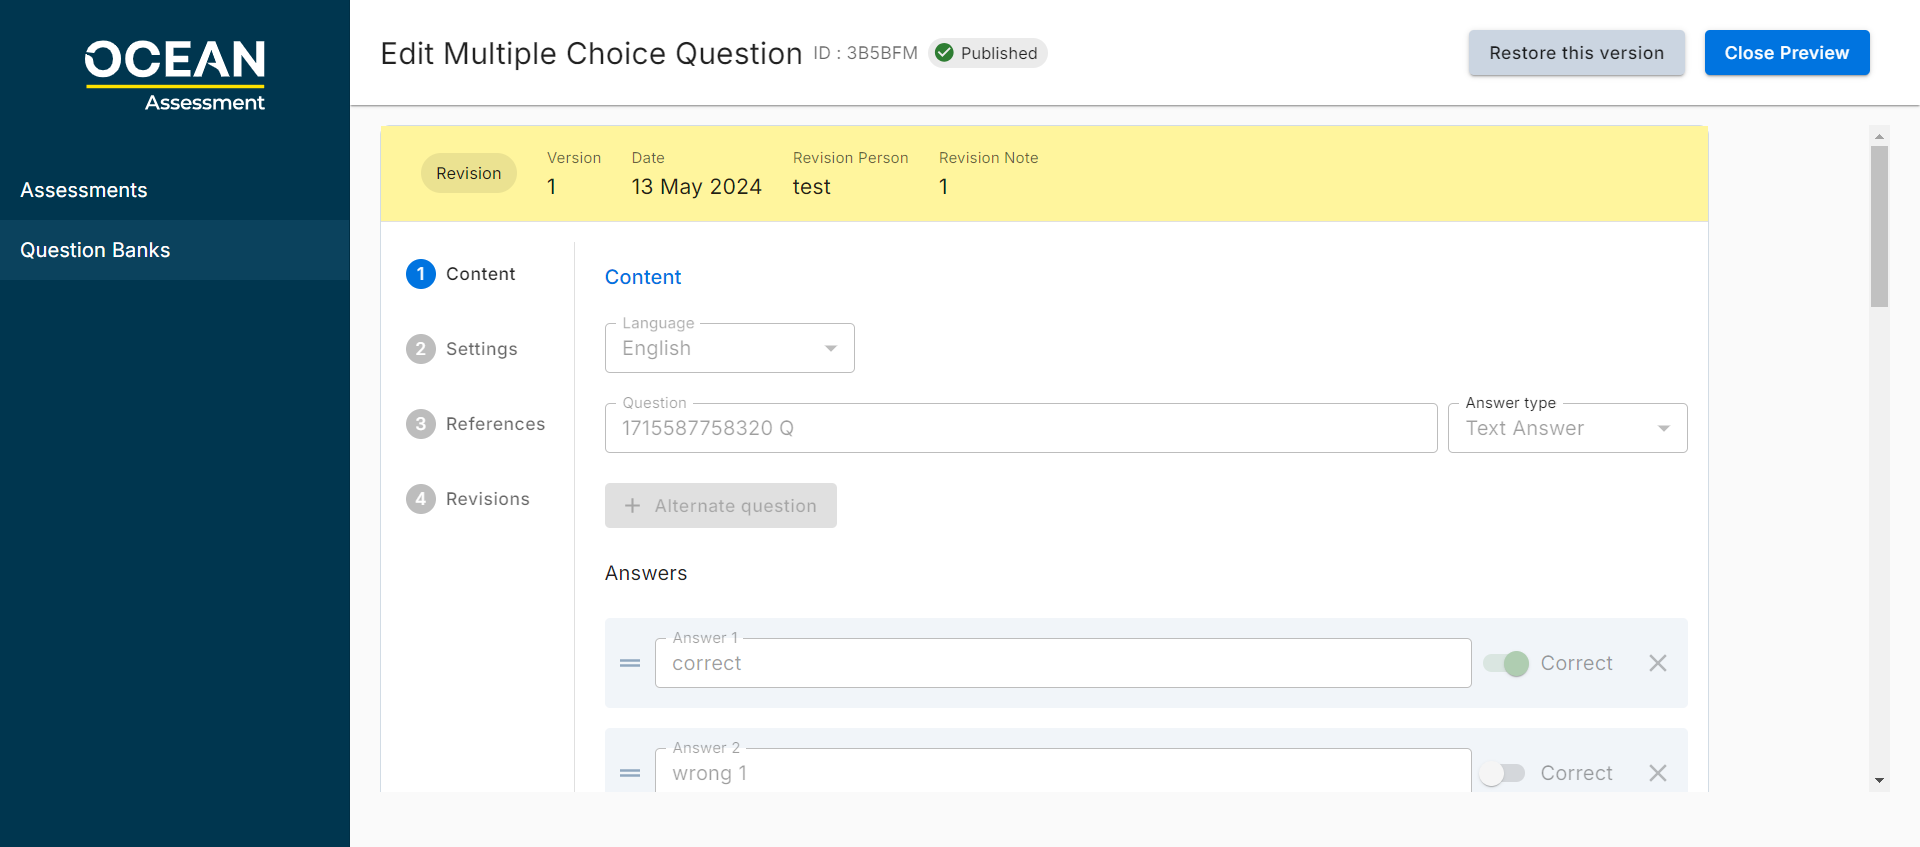 OCEAN
Assessment
Assessments
Question Banks
Edit Multiple Choice Question ID : 3B5BFM Published
Restore this version
Close Preview
Revision
Version
1
Date
13 May 2024
Revision Person
test
Revision Note
1
1 Content
2 Settings
3 References
4 Revisions
Content
Language
English
Question
1715587758320 Q
Answer type
Text Answer
+ Alternate question
Answers
Answer 1
correct
Correct
Answer 2
wrong 1
Correct